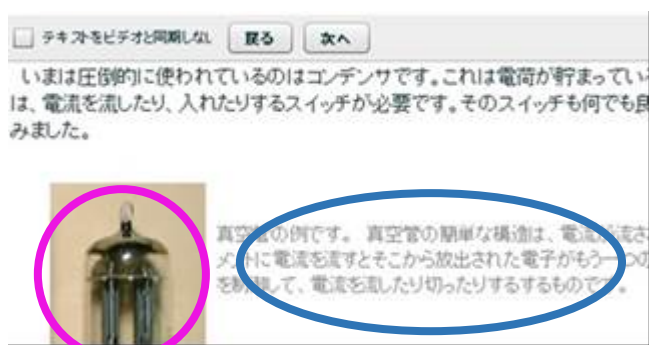 テキストをビデオと同期しない 戻る 次へ
いまは圧倒的に使われているのはコンデンサです。これは電荷が貯まってい
は、電流を流したり、入れたりするスイッチが必要です。そのスイッチも何でも良
みました。
真空管の例です。 真空管の簡単な構造は、電流が流さ
メントに電流を流すとそこから放出された電子がもう一つの
を制御して、電流を流したり切ったりするするものです。